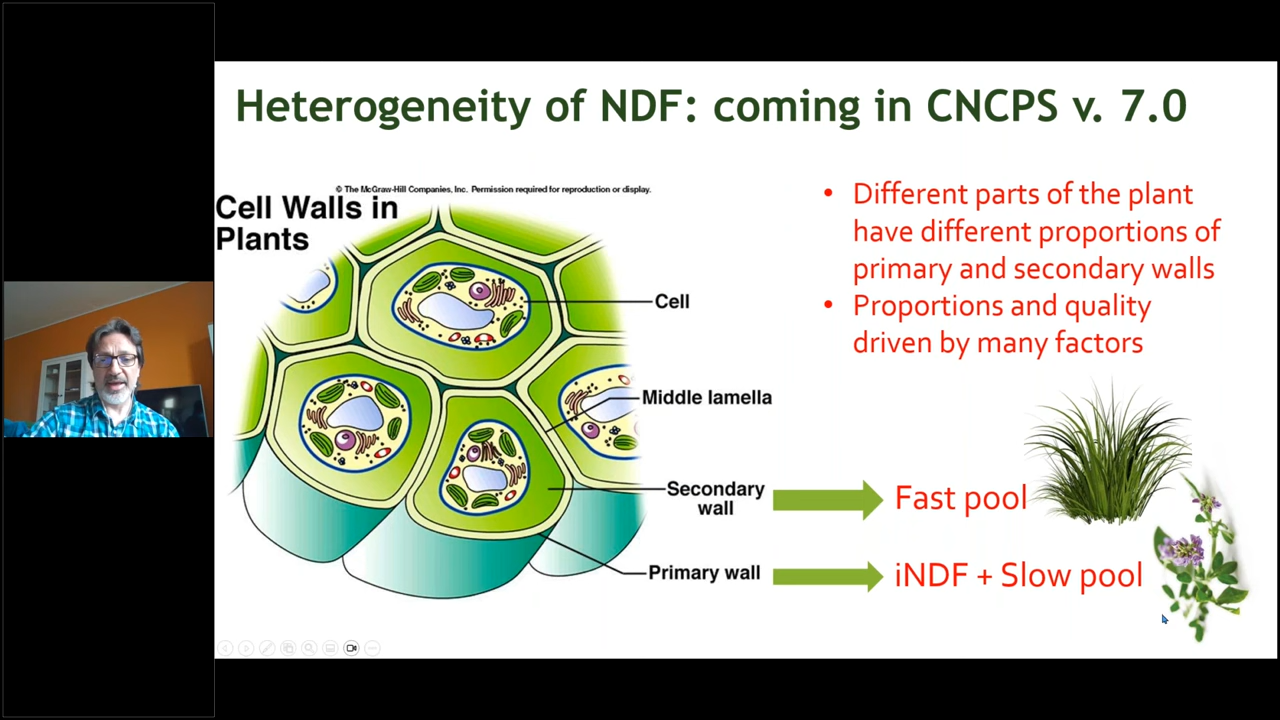 Heterogeneity of NDF: coming in CNCPS v. 7.0
© The McGraw-Hill Companies, Inc. Permission required for reproduction or display.
Cell Walls in
Plants
Cell
Middle lamella
Secondary
wall
Primary wall
• Different parts of the plant
have different proportions of
primary and secondary walls
• Proportions and quality
driven by many factors
Fast pool
iNDF + Slow pool